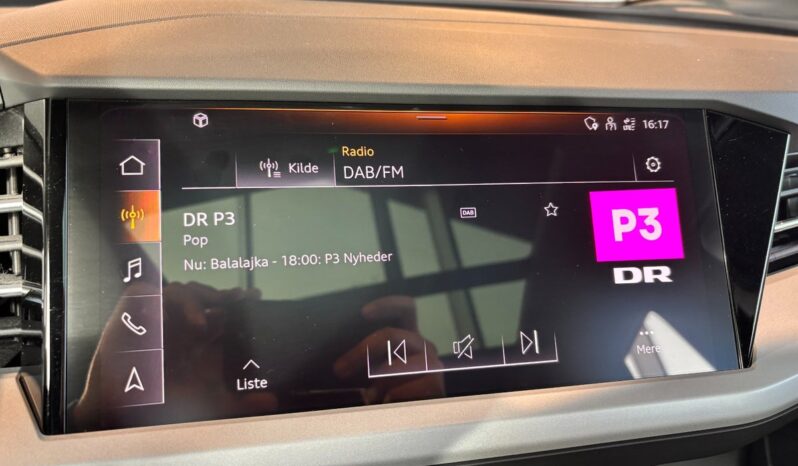 16:17
Kilde
Radio
DAB/FM
DR P3
DAB
Pop
Nu: Balalajka - 18:00: P3 Nyheder
P3
DR
Liste
Mere